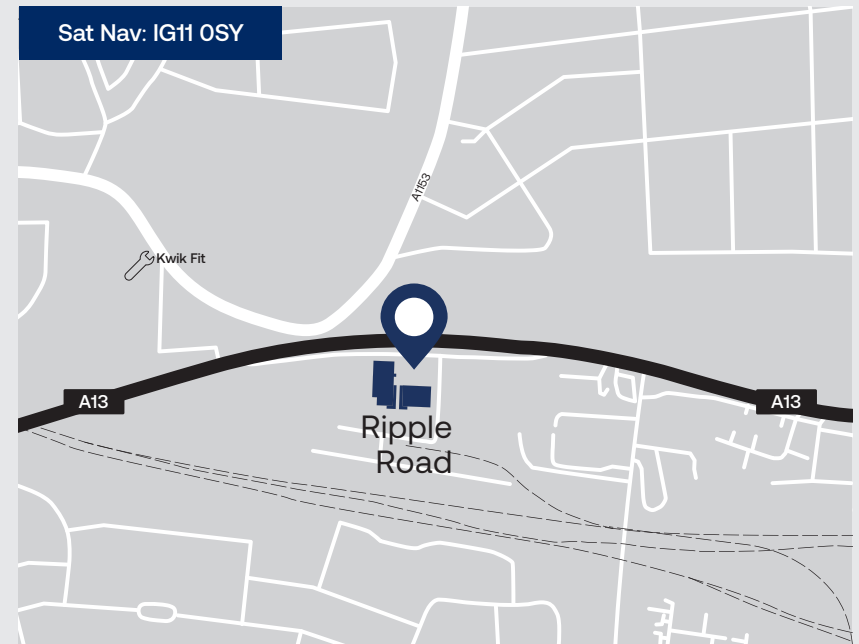 Sat Nav: IG11 0SY
A1153
Kwik Fit
A13
A13
Ripple
Road